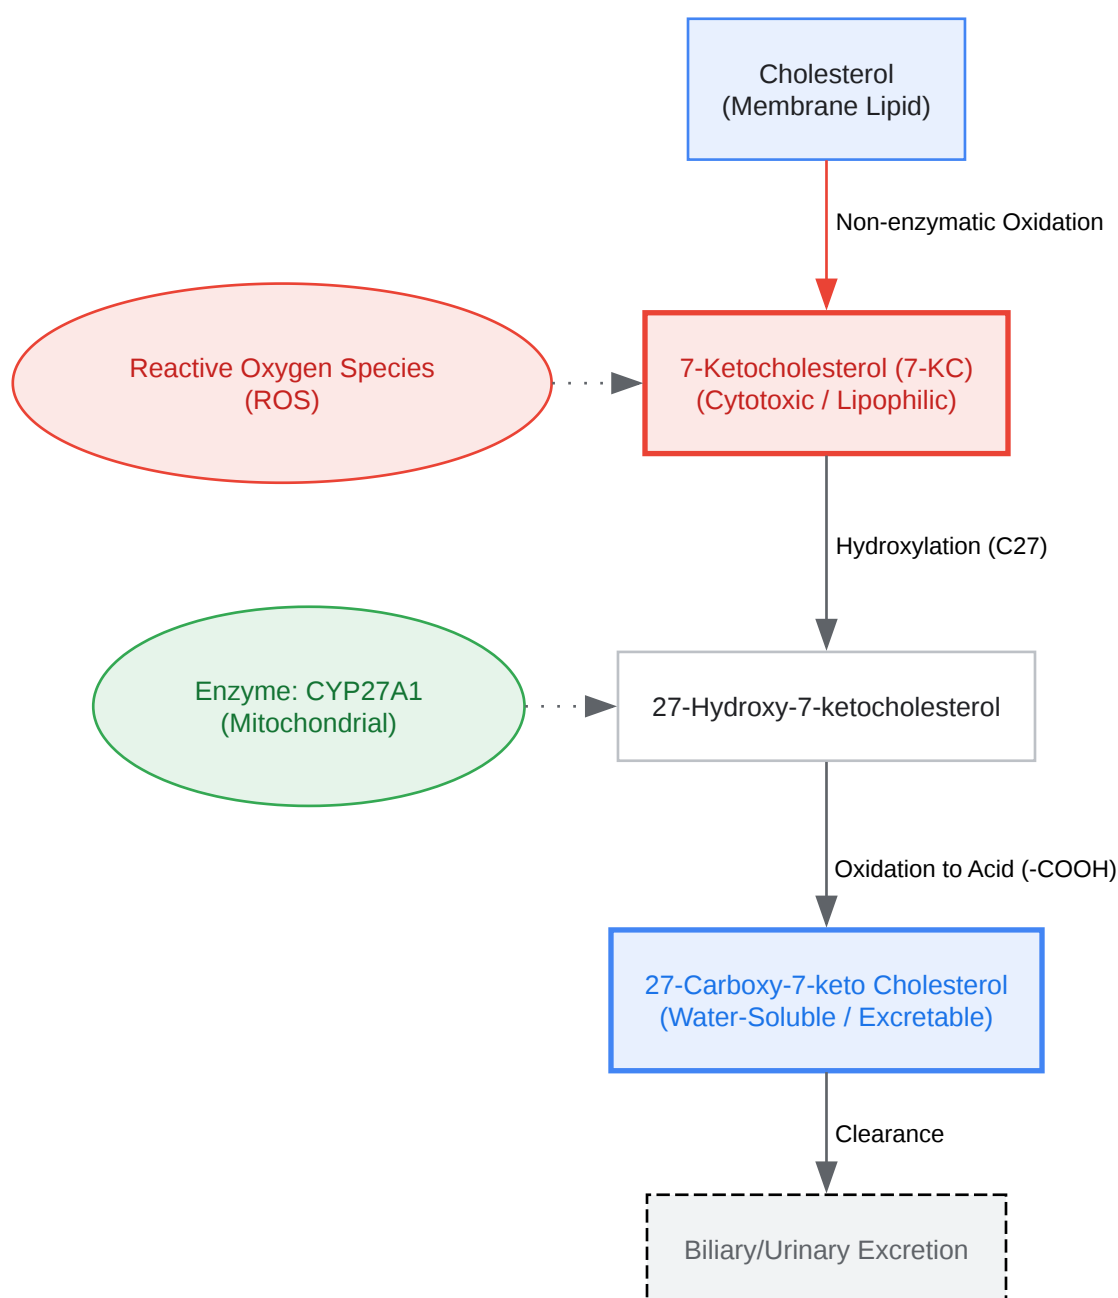 Cholesterol
(Membrane Lipid)
Non-enzymatic Oxidation
Reactive Oxygen Species
(ROS)
7-Ketocholesterol (7-KC)
(Cytotoxic / Lipophilic)
Hydroxylation (C27)
Enzyme: CYP27A1
(Mitochondrial)
27-Hydroxy-7-ketocholesterol
Oxidation to Acid (-COOH)
27-Carboxy-7-keto Cholesterol
(Water-Soluble / Excretable)
Clearance
Biliary/Urinary Excretion